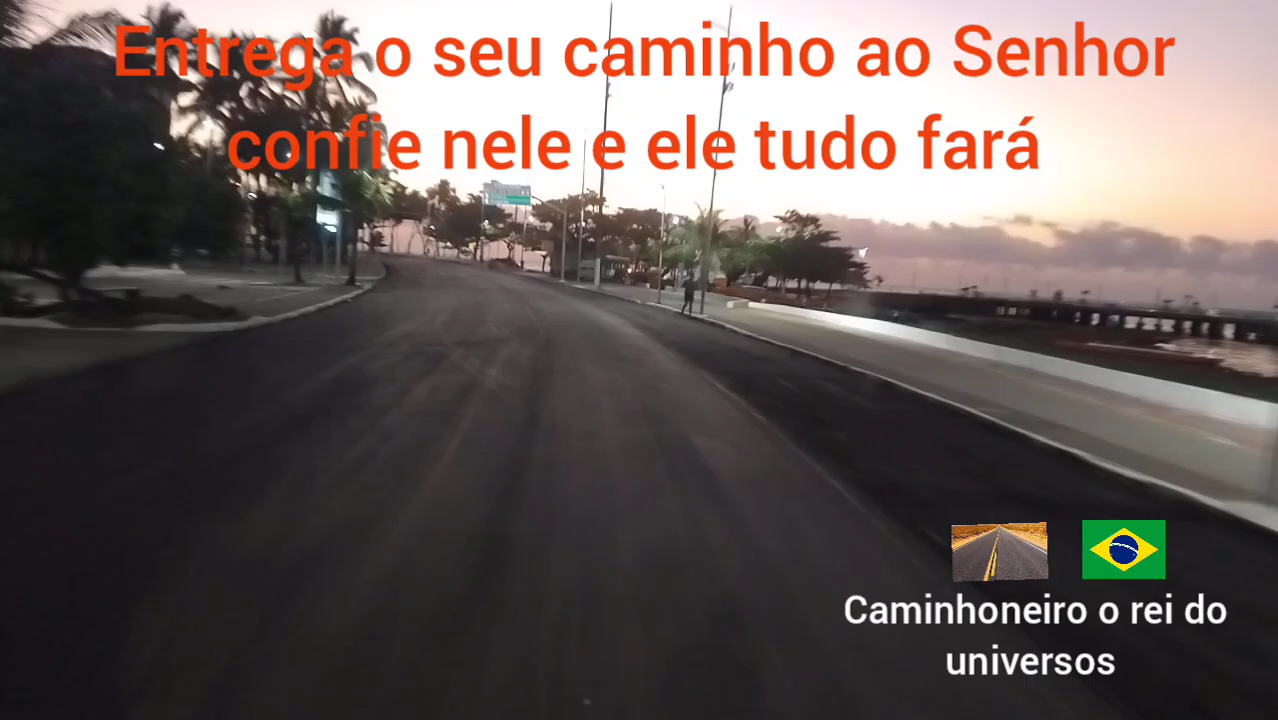 Entrega o seu caminho ao Senhor
confie nele e ele tudo fará
Caminhoneiro o rei do
universos